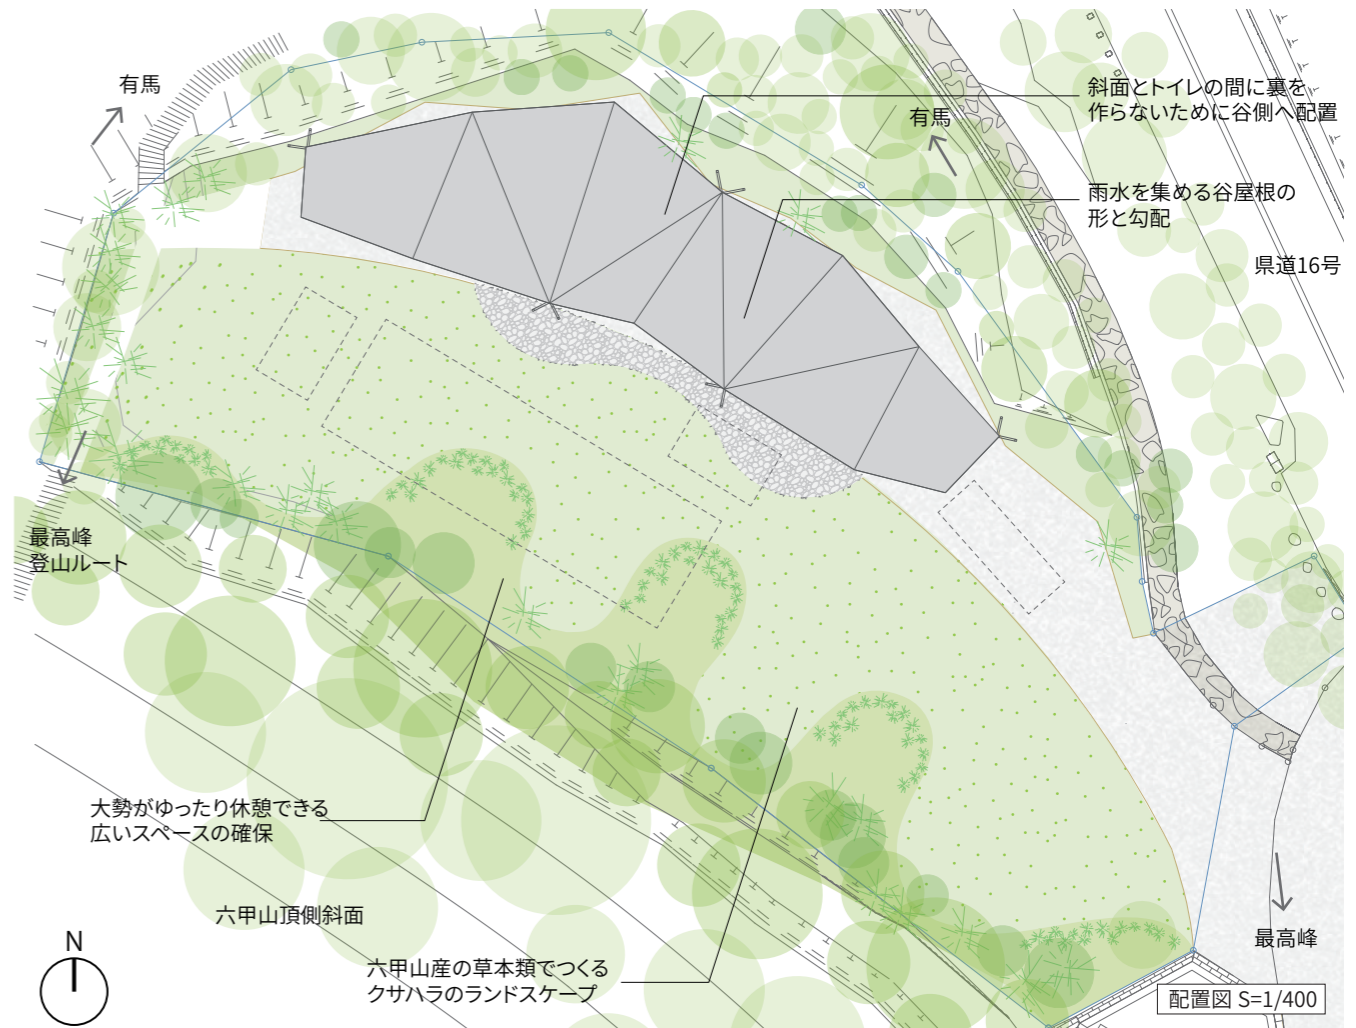 有馬
斜面とトイレの間に裏を
作らないために谷側へ配置
有馬
雨水を集める谷屋根の
形と勾配
県道16号
最高峰
登山ルート
大勢がゆったり休憩できる
広いスペースの確保
六甲山頂側斜面
N
六甲山産の草本類でつくる
クサハラのランドスケープ
最高峰
配置図 S=1/400